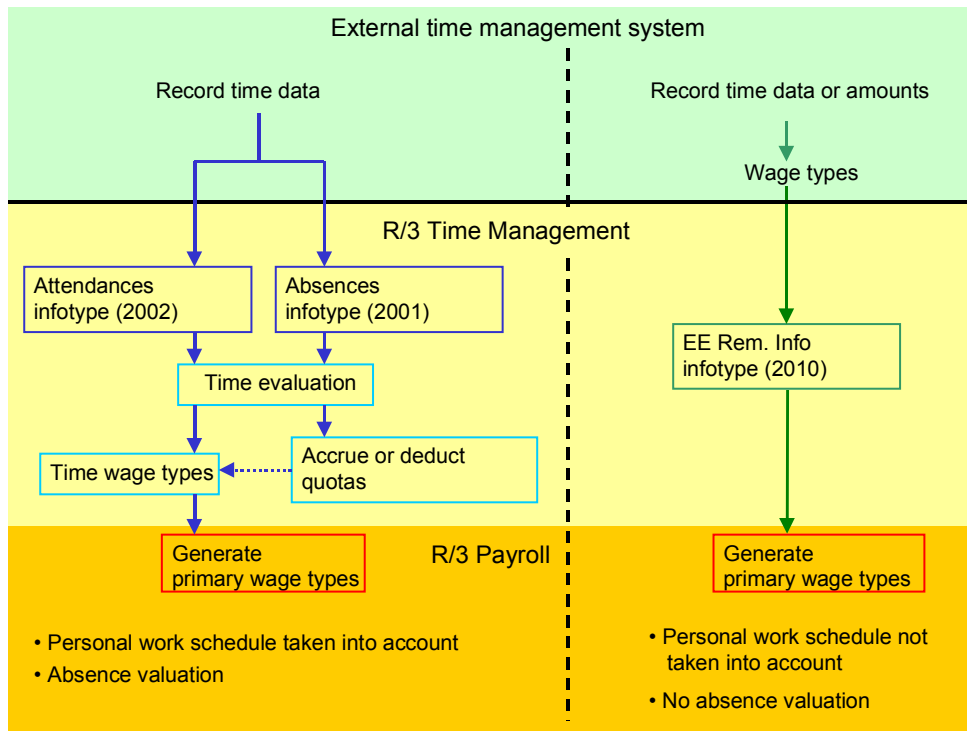 External time management system
Record time data
Record time data or amounts
Wage types
R/3 Time Management
Attendances
infotype (2002)
Absences
infotype (2001)
EE Rem. Info
infotype (2010)
Time evaluation
Time wage types
Accrue or deduct
quotas
R/3 Payroll
Generate
primary wage types
Generate
primary wage types
• Personal work schedule taken into account
• Absence valuation
• Personal work schedule not
taken into account
• No absence valuation